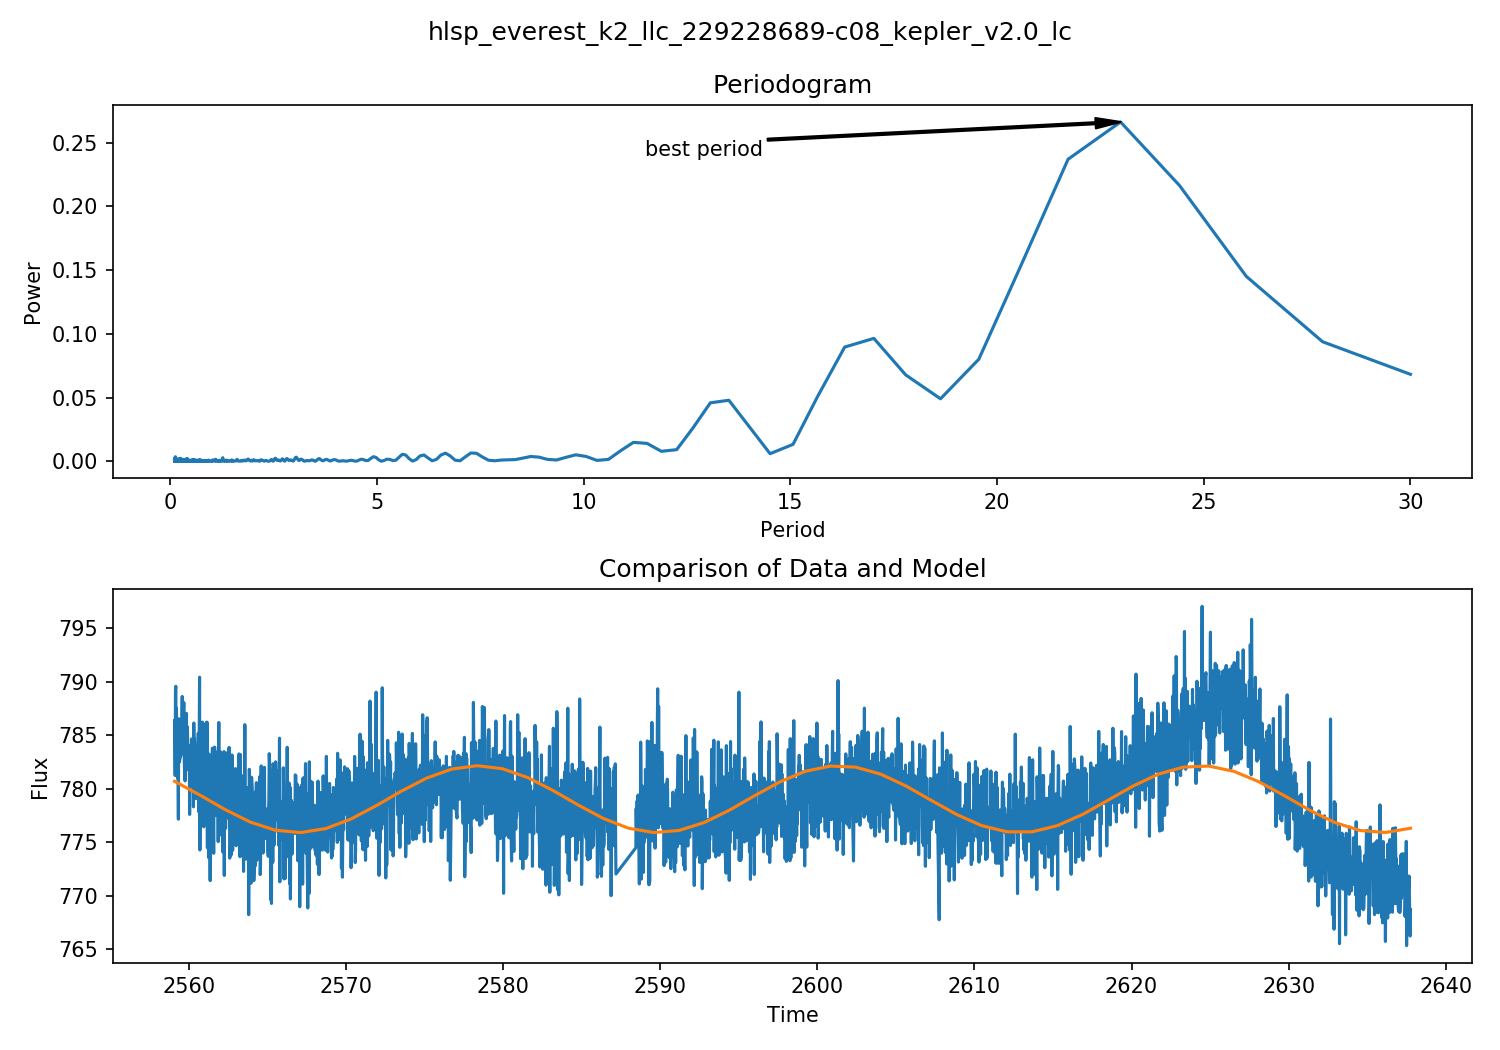 hlsp_everest_k2_llc_229228689-c08_kepler_v2.0_lc
Periodogram
0.25
0.20
0.15
0.10
0.05
0.00
Power
best period
0 5 10 15 20 25 30
Period
Comparison of Data and Model
795
790
785
780
775
770
765
Flux
2560 2570 2580 2590 2600 2610 2620 2630 2640
Time